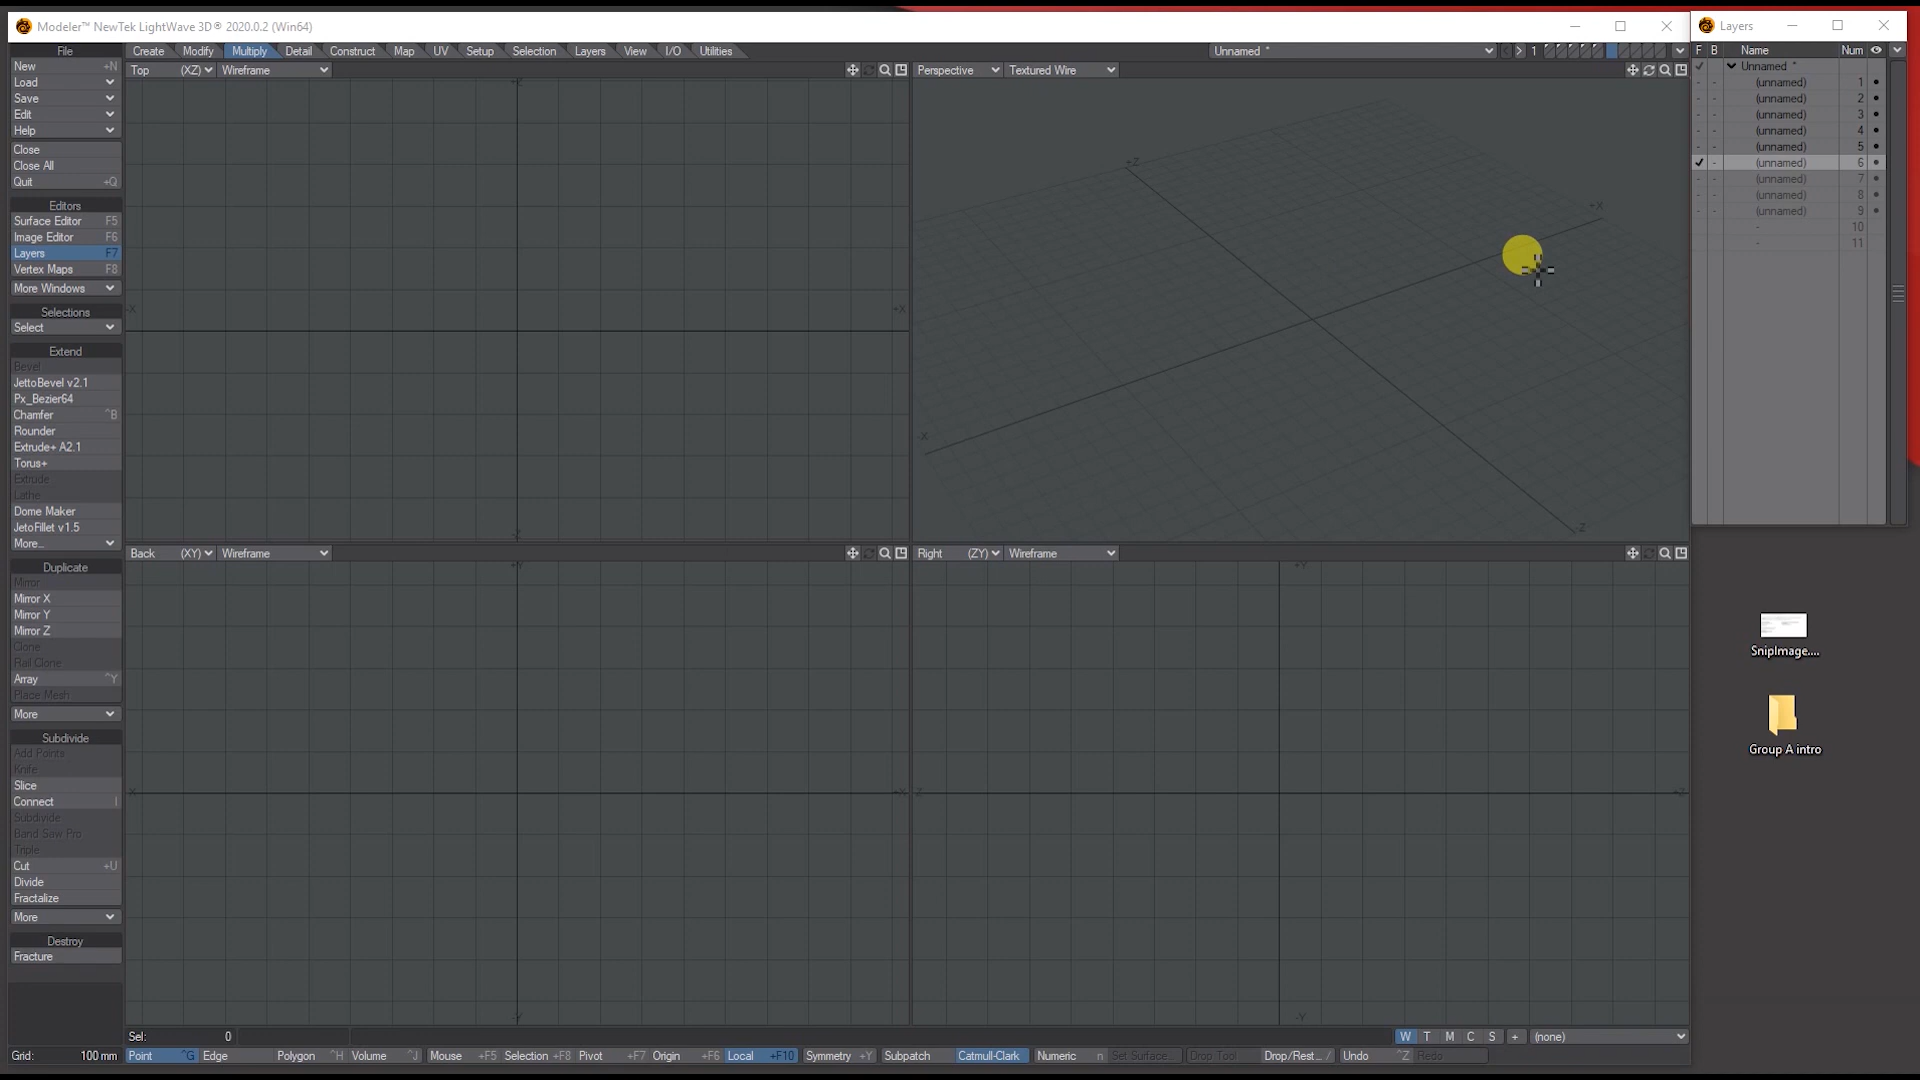 Modeler™ NewTek LightWave 3D® 2020.0.2 (Win64)
Layers
File
Create Modify Multiply Detail Construct Map UV Setup Selection Layers View I/O Utilities
Unnamed *
1
F B Name Num
New +N
Load
Save
Edit
Help
Close
Close All
Quit +Q
Editors
Surface Editor F5
Image Editor F6
Layers F7
Vertex Maps F8
More Windows
Selections
Select
Extend
Bevel
JettoBevel v2.1
Px_Bezier64
Chamfer ^B
Rounder
Extrude+ A2.1
Torus+
Extrude
Lathe
Dome Maker
JetoFillet v1.5
More...
Duplicate
Mirror
Mirror X
Mirror Y
Mirror Z
Clone
Rail Clone
Array ^Y
Place Mesh
More
Subdivide
Add Points
Knife
Slice
Connect l
Subdivide
Band Saw Pro
Triple
Cut +U
Divide
Fractalize
More
Destroy
Fracture
Top (XZ) Wireframe
Perspective Textured Wire
+Z
+X
-X
-Z
-X
+X
Back (XY) Wireframe
Right (ZY) Wireframe
Unnamed *
(unnamed) 1
(unnamed) 2
(unnamed) 3
(unnamed) 4
(unnamed) 5
(unnamed) 6
(unnamed) 7
(unnamed) 8
(unnamed) 9
- 10
- 11
SnipImage....
Group A intro
Sel: 0
W T M C S + (none)
Grid: 100 mm
Point ^G Edge Polygon ^H Volume ^J Mouse +F5 Selection +F8 Pivot +F7 Origin +F6 Local +F10 Symmetry +Y Subpatch Catmull-Clark Numeric n Set Surface... Drop Tool Drop/Rest... / Undo ^Z Redo